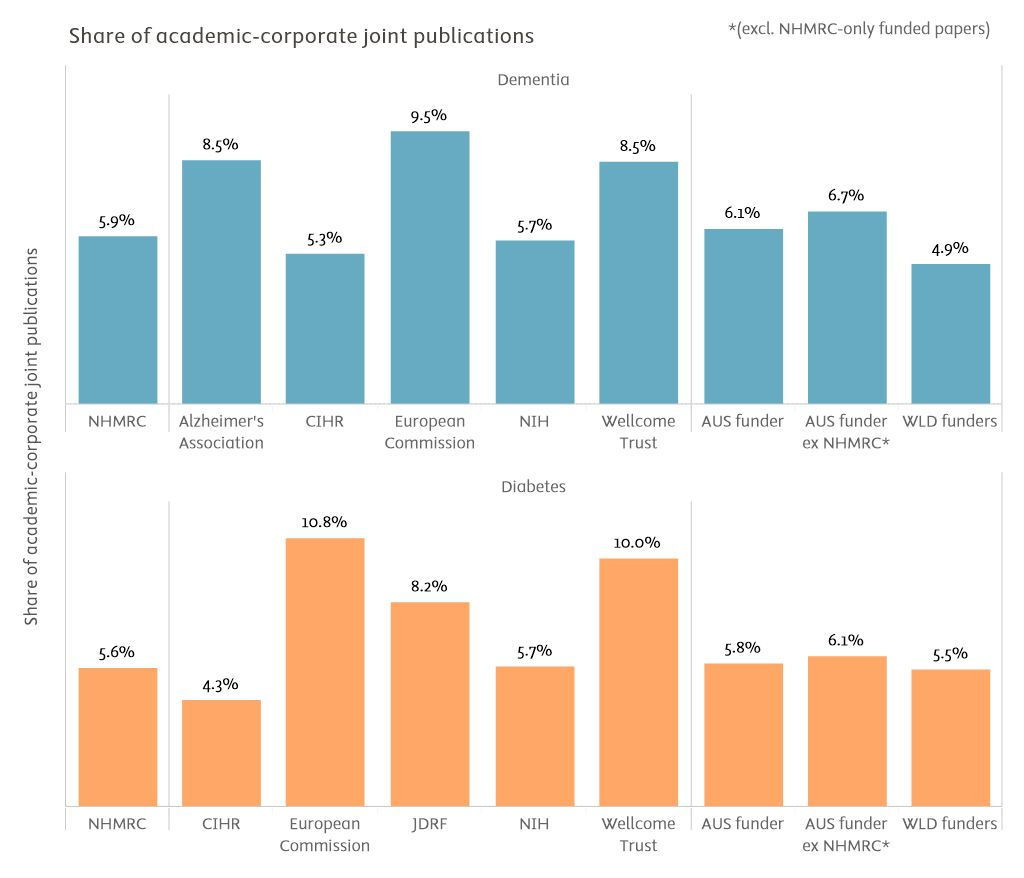 Share of academic-corporate joint publications
*(excl. NHMRC-only funded papers)
Share of academic-corporate joint publications
Dementia
5.9%
8.5%
5.3%
9.5%
5.7%
8.5%
6.1%
6.7%
4.9%
NHMRC
Alzheimer's
Association
CIHR
European
Commission
NIH
Wellcome
Trust
AUS funder
AUS funder
ex NHMRC*
WLD funders
Diabetes
5.6%
4.3%
10.8%
8.2%
5.7%
10.0%
5.8%
6.1%
5.5%
NHMRC
CIHR
European
Commission
JDRF
NIH
Wellcome
Trust
AUS funder
AUS funder
ex NHMRC*
WLD funders